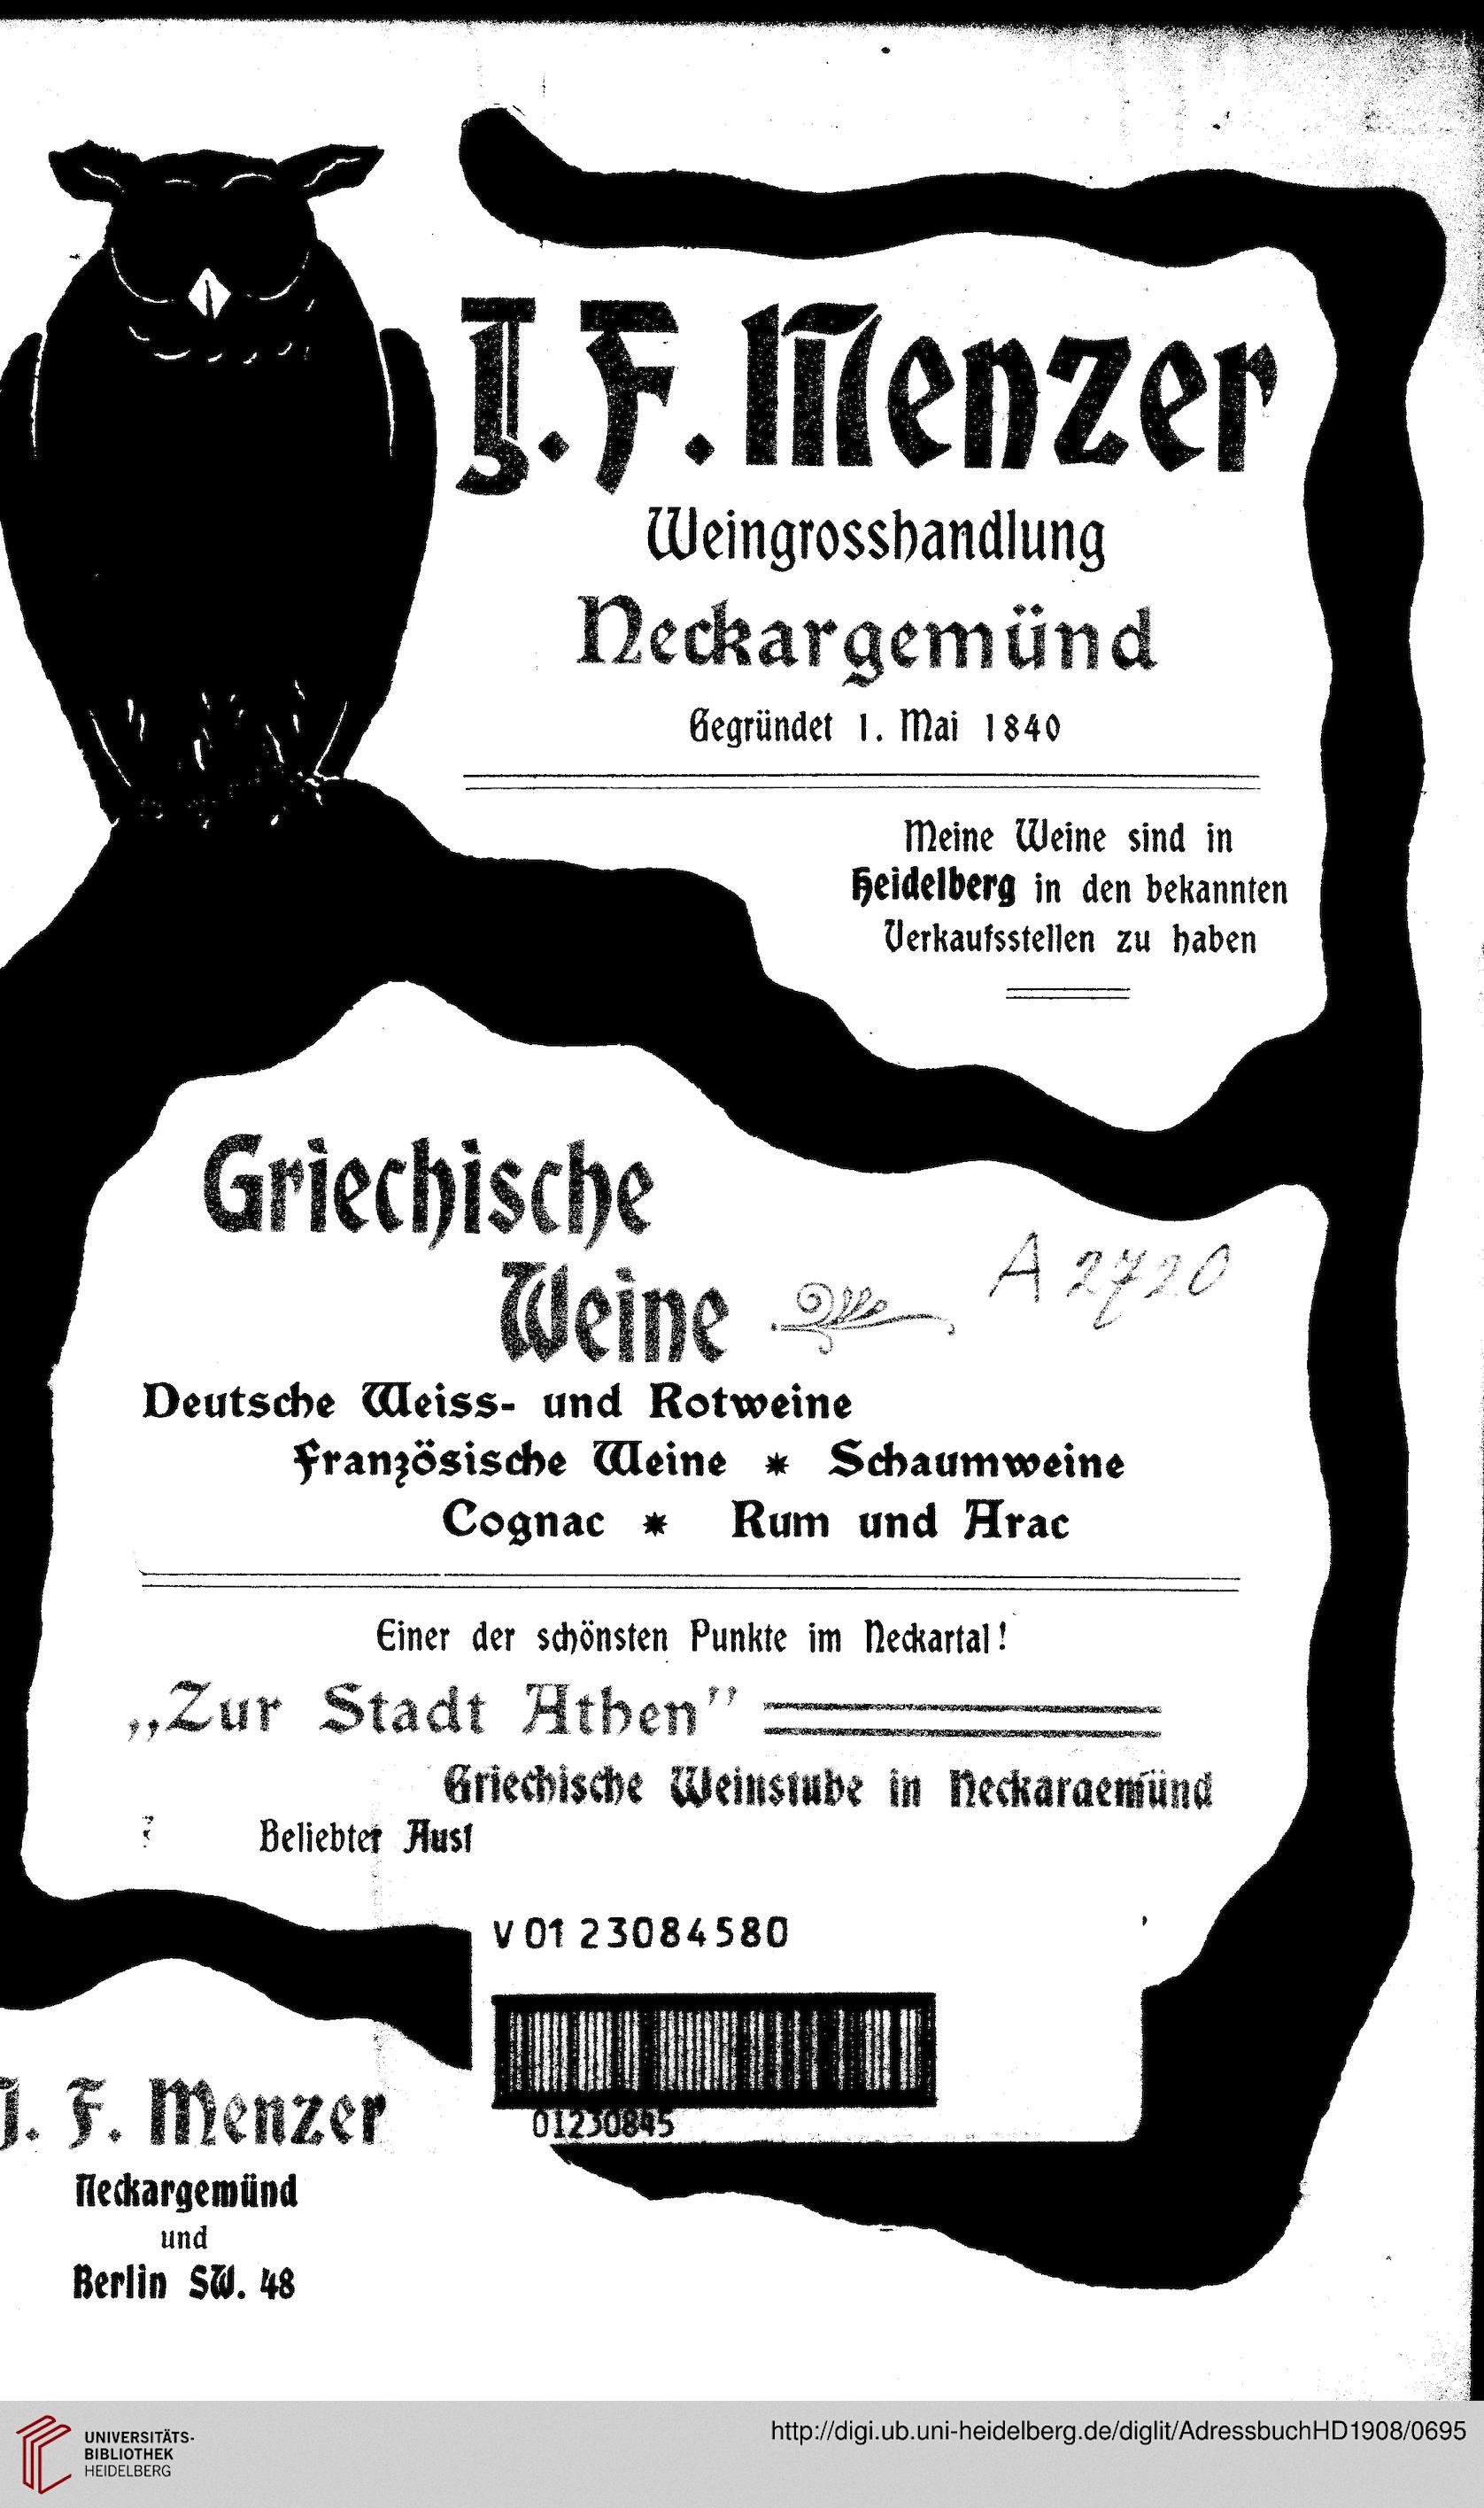 J. F. Menzer
Weingrosshandlung
Neckargemünd
Gegründet 1. Mai 1840
Meine Weine sind in
Heidelberg in den bekannten
Verkaufsstellen zu haben
Griechische
Weine
A 2720
Deutsche Weiss- und Rotweine
Französische Weine * Schaumweine
Cognac * Rum und Arac
Einer der schönsten Punkte im Neckartal!
„Zur Stadt Athen"
Griechische Weinstube in Neckargemünd
Beliebter Ausf
V01 23084580
01230845
J. F. Menzer
Neckargemünd
und
Berlin SW. 48
UNIVERSITÄTS-
BIBLIOTHEK
HEIDELBERG
http://digi.ub.uni-heidelberg.de/diglit/AdressbuchHD1908/0695